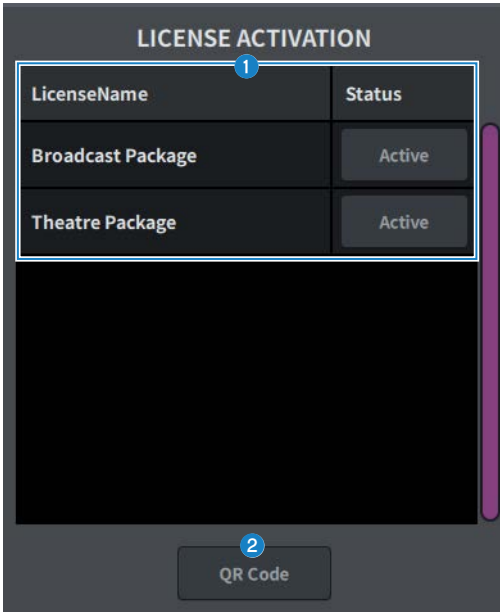 LICENSE ACTIVATION
1
LicenseName Status
Broadcast Package Active
Theatre Package Active
2
QR Code